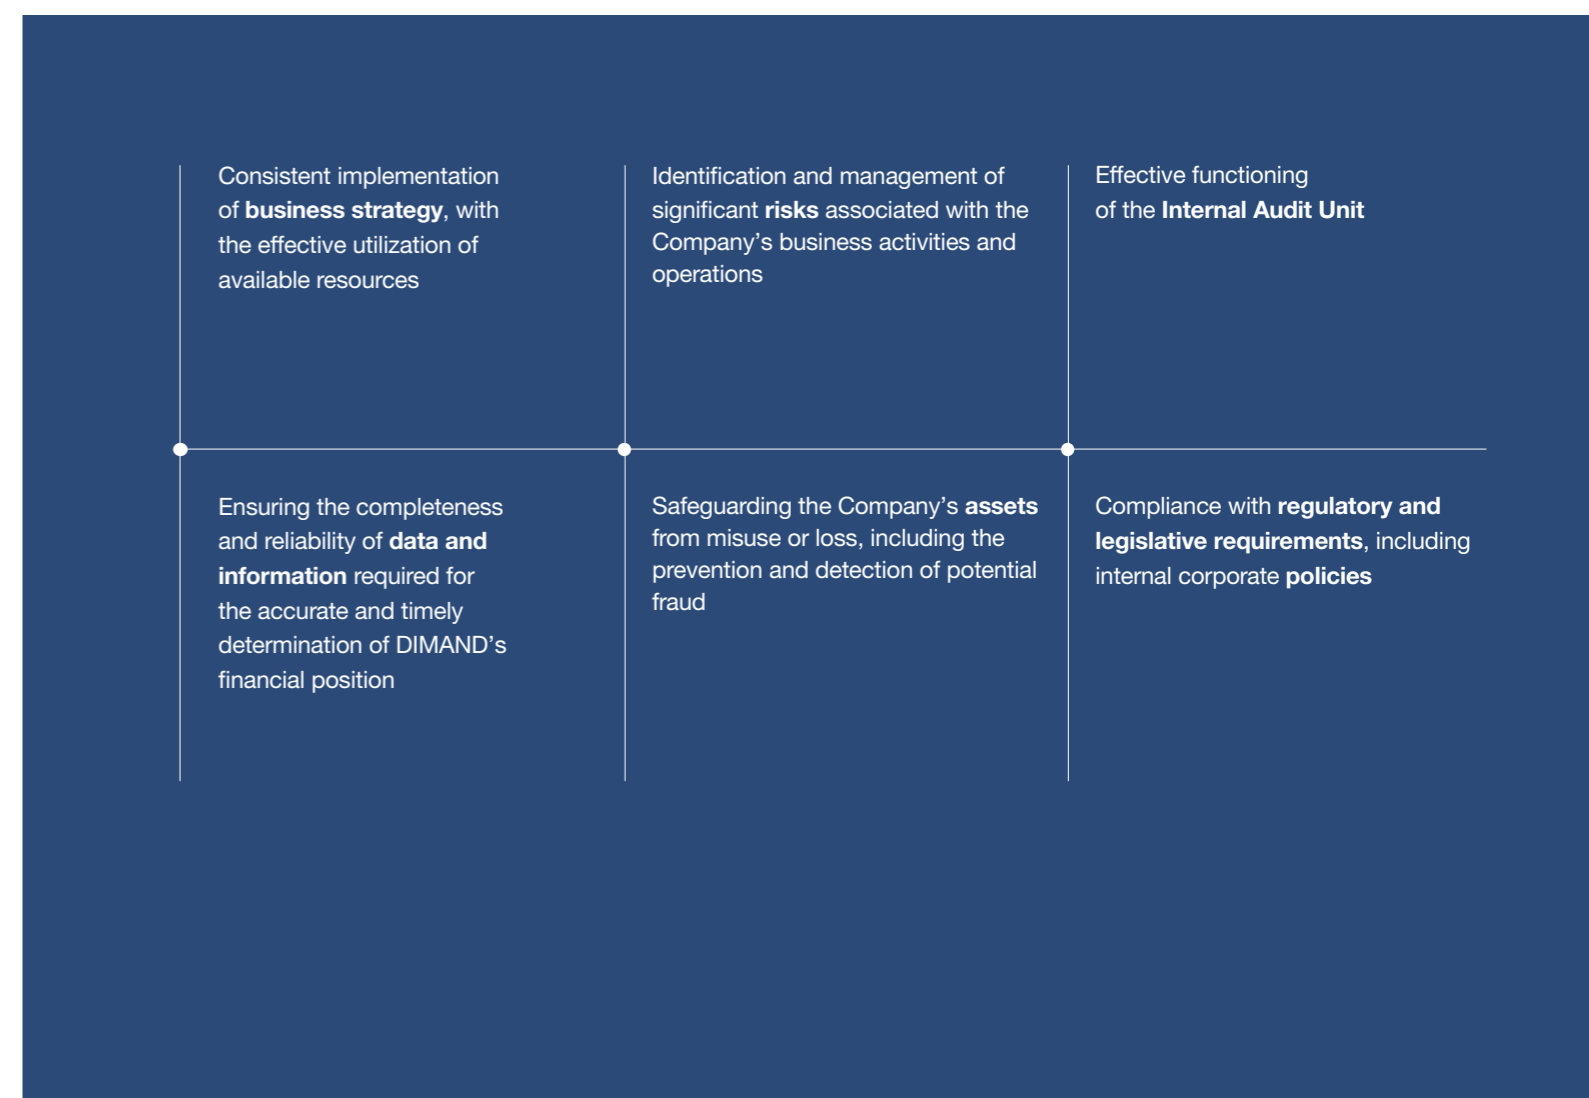 Consistent implementation
of business strategy, with
the effective utilization of
available resources
Identification and management of
significant risks associated with the
Company’s business activities and
operations
Effective functioning
of the Internal Audit Unit
Ensuring the completeness
and reliability of data and
information required for
the accurate and timely
determination of DIMAND’s
financial position
Safeguarding the Company’s assets
from misuse or loss, including the
prevention and detection of potential
fraud
Compliance with regulatory and
legislative requirements, including
internal corporate policies